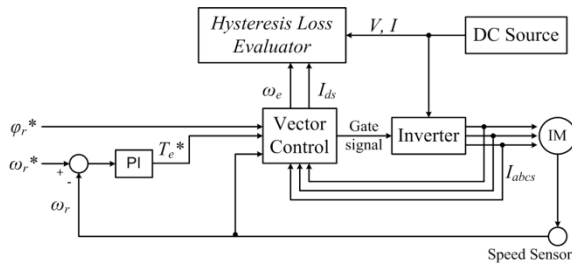 Hysteresis Loss
Evaluator
V, I
DC Source
ωe
Ids
φr*
Vector
Control
Gate
signal
Inverter
IM
Te*
ωr*
+
-
PI
Iabcs
ωr
Speed Sensor